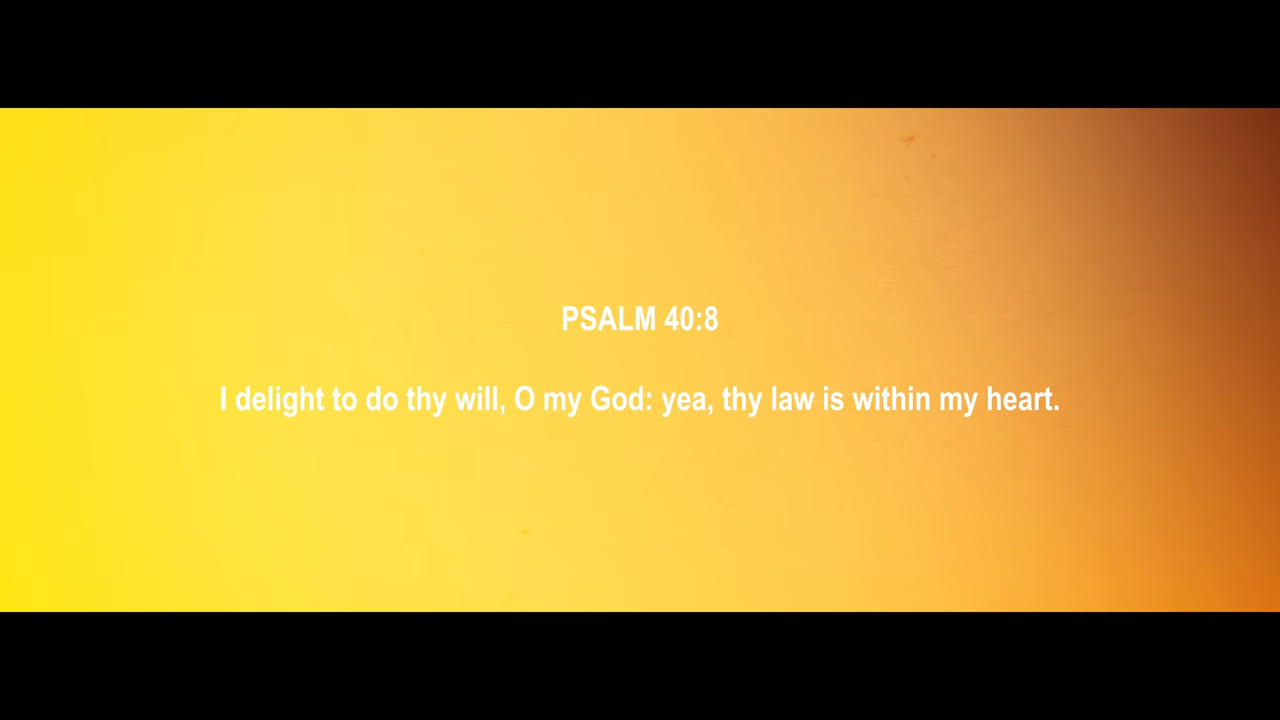 PSALM 40:8
I delight to do thy will, O my God: yea, thy law is within my heart.